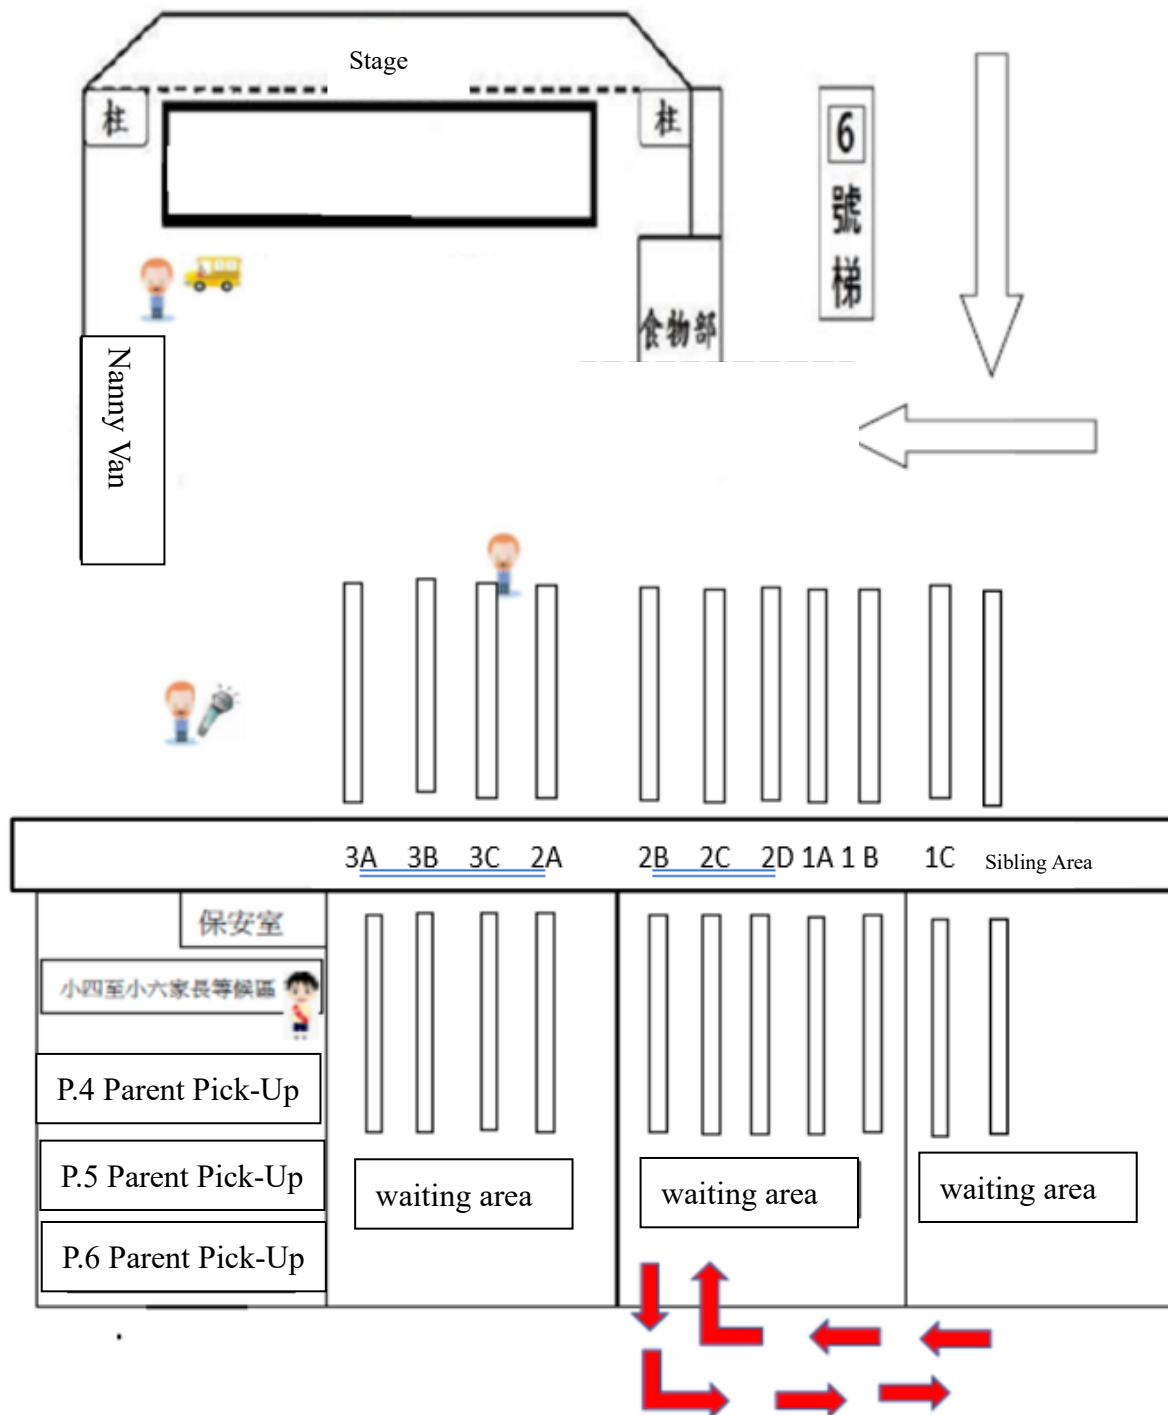 Stage
柱
柱
6
號
梯
食物部
Nanny Van
3A 3B 3C 2A 2B 2C 2D 1A 1 B 1C Sibling Area
保安室
小四至小六家長等候區
P.4 Parent Pick-Up
P.5 Parent Pick-Up
P.6 Parent Pick-Up
waiting area
waiting area
waiting area